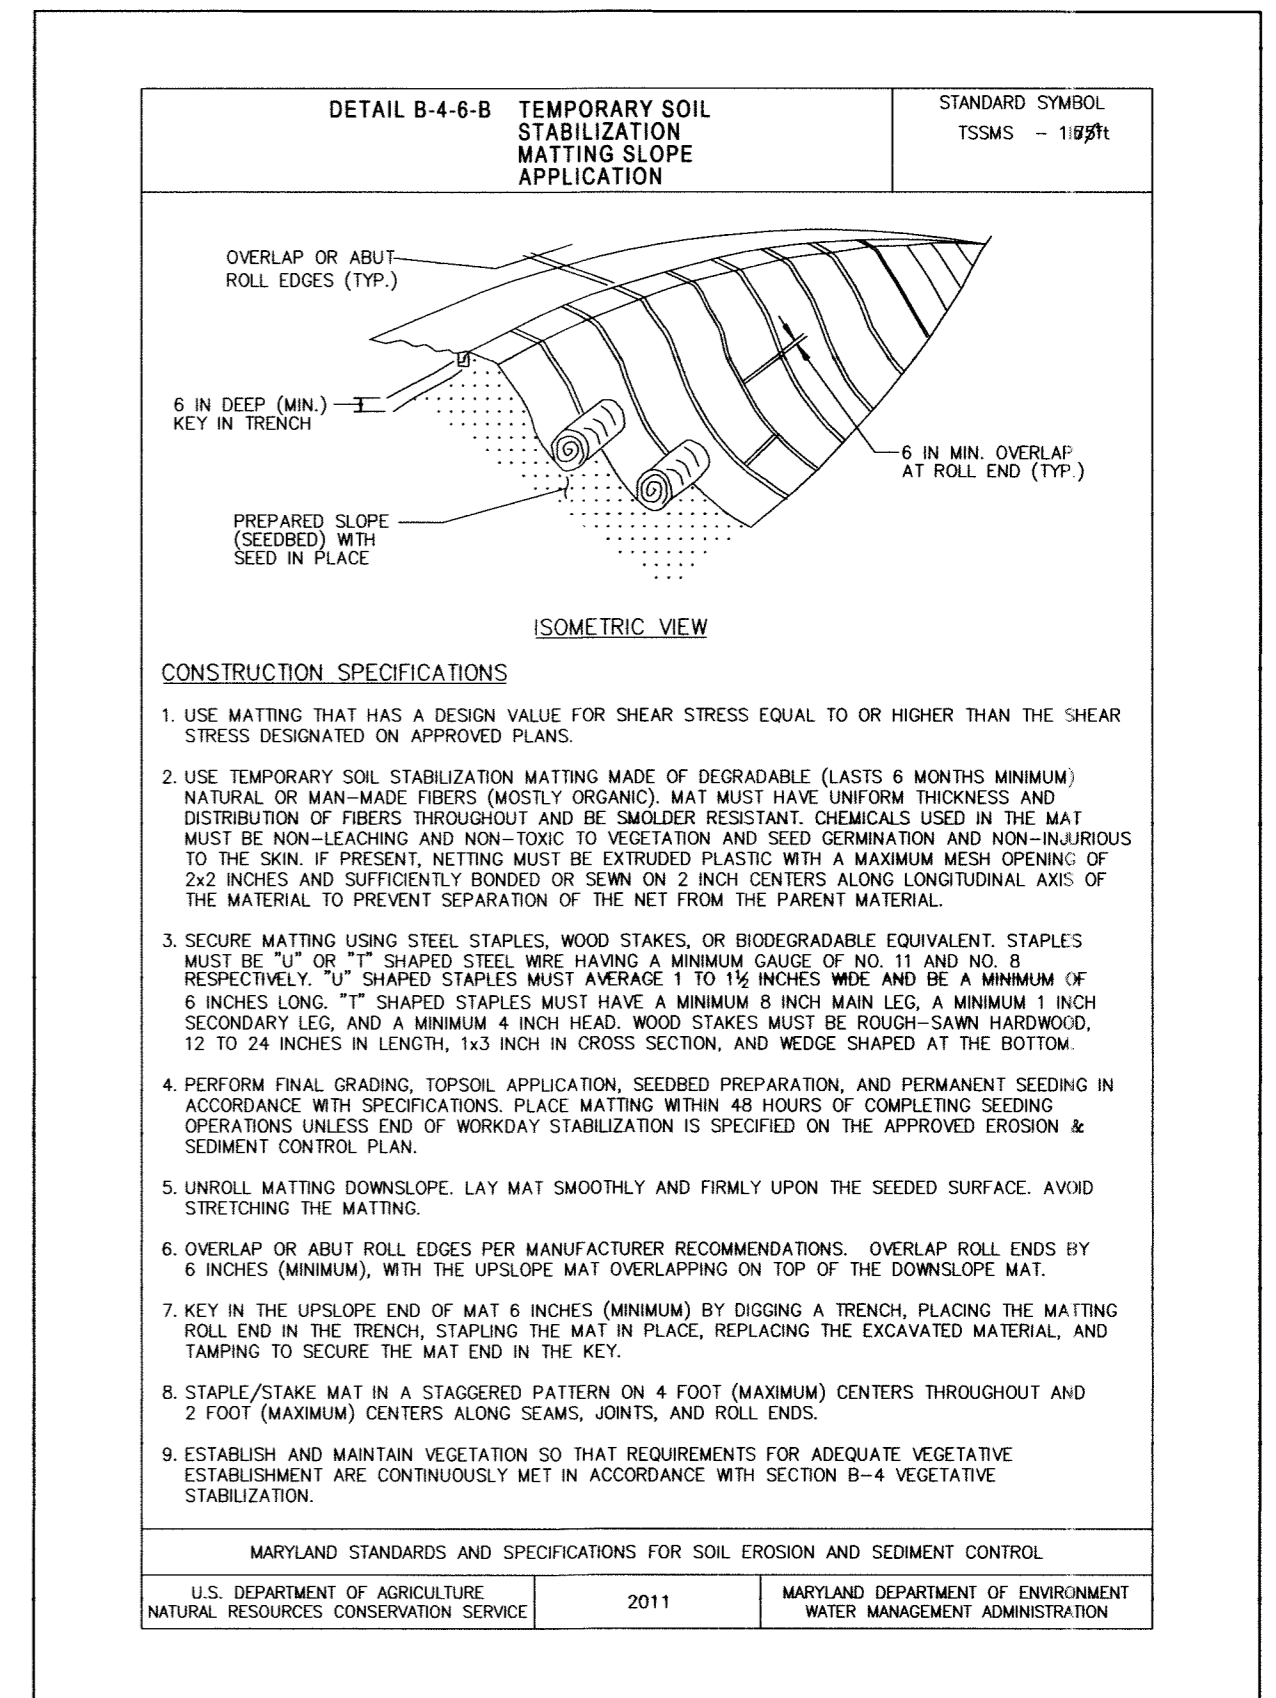 DETAIL B-4-6-B TEMPORARY SOIL
STABILIZATION
MATTING SLOPE
APPLICATION
STANDARD SYMBOL
TSSMS -
OVERLAP OR ABUT
ROLL EDGES (TYP.)
6 IN DEEP (MIN.)
KEY IN TRENCH
6 IN MIN. OVERLAP
AT ROLL END (TYP.)
PREPARED SLOPE
(SEEDBED) WITH
SEED IN PLACE
ISOMETRIC VIEW
CONSTRUCTION SPECIFICATIONS
1. USE MATTING THAT HAS A DESIGN VALUE FOR SHEAR STRESS EQUAL TO OR HIGHER THAN THE SHEAR
STRESS DESIGNATED ON APPROVED PLANS.
2. USE TEMPORARY SOIL STABILIZATION MATTING MADE OF DEGRADABLE (LASTS 6 MONTHS MINIMUM)
NATURAL OR MAN-MADE FIBERS (MOSTLY ORGANIC). MAT MUST HAVE UNIFORM THICKNESS AND
DISTRIBUTION OF FIBERS THROUGHOUT AND BE SMOLDER RESISTANT. CHEMICALS USED IN THE MAT
MUST BE NON-LEACHING AND NON-TOXIC TO VEGETATION AND SEED GERMINATION AND NON-INJURIOUS
TO THE SKIN. IF PRESENT, NETTING MUST BE EXTRUDED PLASTIC WITH A MAXIMUM MESH OPENING OF
2x2 INCHES AND SUFFICIENTLY BONDED OR SEWN ON 2 INCH CENTERS ALONG LONGITUDINAL AXIS OF
THE MATERIAL TO PREVENT SEPARATION OF THE NET FROM THE PARENT MATERIAL.
3. SECURE MATTING USING STEEL STAPLES, WOOD STAKES, OR BIODEGRADABLE EQUIVALENT. STAPLES
MUST BE "U" OR "T" SHAPED STEEL WIRE HAVING A MINIMUM GAUGE OF NO. 11 AND NO. 8
RESPECTIVELY. "U" SHAPED STAPLES MUST AVERAGE 1 TO 1½ INCHES WIDE AND BE A MINIMUM OF
6 INCHES LONG. "T" SHAPED STAPLES MUST HAVE A MINIMUM 8 INCH MAIN LEG, A MINIMUM 1 INCH
SECONDARY LEG, AND A MINIMUM 4 INCH HEAD. WOOD STAKES MUST BE ROUGH-SAWN HARDWOOD,
12 TO 24 INCHES IN LENGTH, 1x3 INCH IN CROSS SECTION, AND WEDGE SHAPED AT THE BOTTOM.
4. PERFORM FINAL GRADING, TOPSOIL APPLICATION, SEEDBED PREPARATION, AND PERMANENT SEEDING IN
ACCORDANCE WITH SPECIFICATIONS. PLACE MATTING WITHIN 48 HOURS OF COMPLETING SEEDING
OPERATIONS UNLESS END OF WORKDAY STABILIZATION IS SPECIFIED ON THE APPROVED EROSION &
SEDIMENT CONTROL PLAN.
5. UNROLL MATTING DOWNSLOPE. LAY MAT SMOOTHLY AND FIRMLY UPON THE SEEDED SURFACE. AVOID
STRETCHING THE MATTING.
6. OVERLAP OR ABUT ROLL EDGES PER MANUFACTURER RECOMMENDATIONS. OVERLAP ROLL ENDS BY
6 INCHES (MINIMUM), WITH THE UPSLOPE MAT OVERLAPPING ON TOP OF THE DOWNSLOPE MAT.
7. KEY IN THE UPSLOPE END OF MAT 6 INCHES (MINIMUM) BY DIGGING A TRENCH, PLACING THE MATTING
ROLL END IN THE TRENCH, STAPLING THE MAT IN PLACE, REPLACING THE EXCAVATED MATERIAL, AND
TAMPING TO SECURE THE MAT END IN THE KEY.
8. STAPLE/STAKE MAT IN A STAGGERED PATTERN ON 4 FOOT (MAXIMUM) CENTERS THROUGHOUT AND
2 FOOT (MAXIMUM) CENTERS ALONG SEAMS, JOINTS, AND ROLL ENDS.
9. ESTABLISH AND MAINTAIN VEGETATION SO THAT REQUIREMENTS FOR ADEQUATE VEGETATIVE
ESTABLISHMENT ARE CONTINUOUSLY MET IN ACCORDANCE WITH SECTION B-4 VEGETATIVE
STABILIZATION.
MARYLAND STANDARDS AND SPECIFICATIONS FOR SOIL EROSION AND SEDIMENT CONTROL
U.S. DEPARTMENT OF AGRICULTURE
NATURAL RESOURCES CONSERVATION SERVICE
2011
MARYLAND DEPARTMENT OF ENVIRONMENT
WATER MANAGEMENT ADMINISTRATION